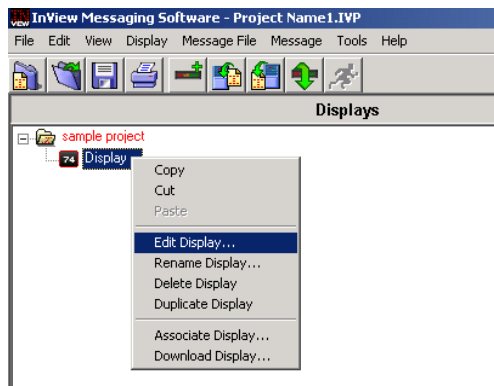 InView Messaging Software - Project Name1.IVP
File Edit View Display Message File Message Tools Help
Displays
sample project
74 Display
Copy
Cut
Paste
Edit Display...
Rename Display...
Delete Display
Duplicate Display
Associate Display...
Download Display...